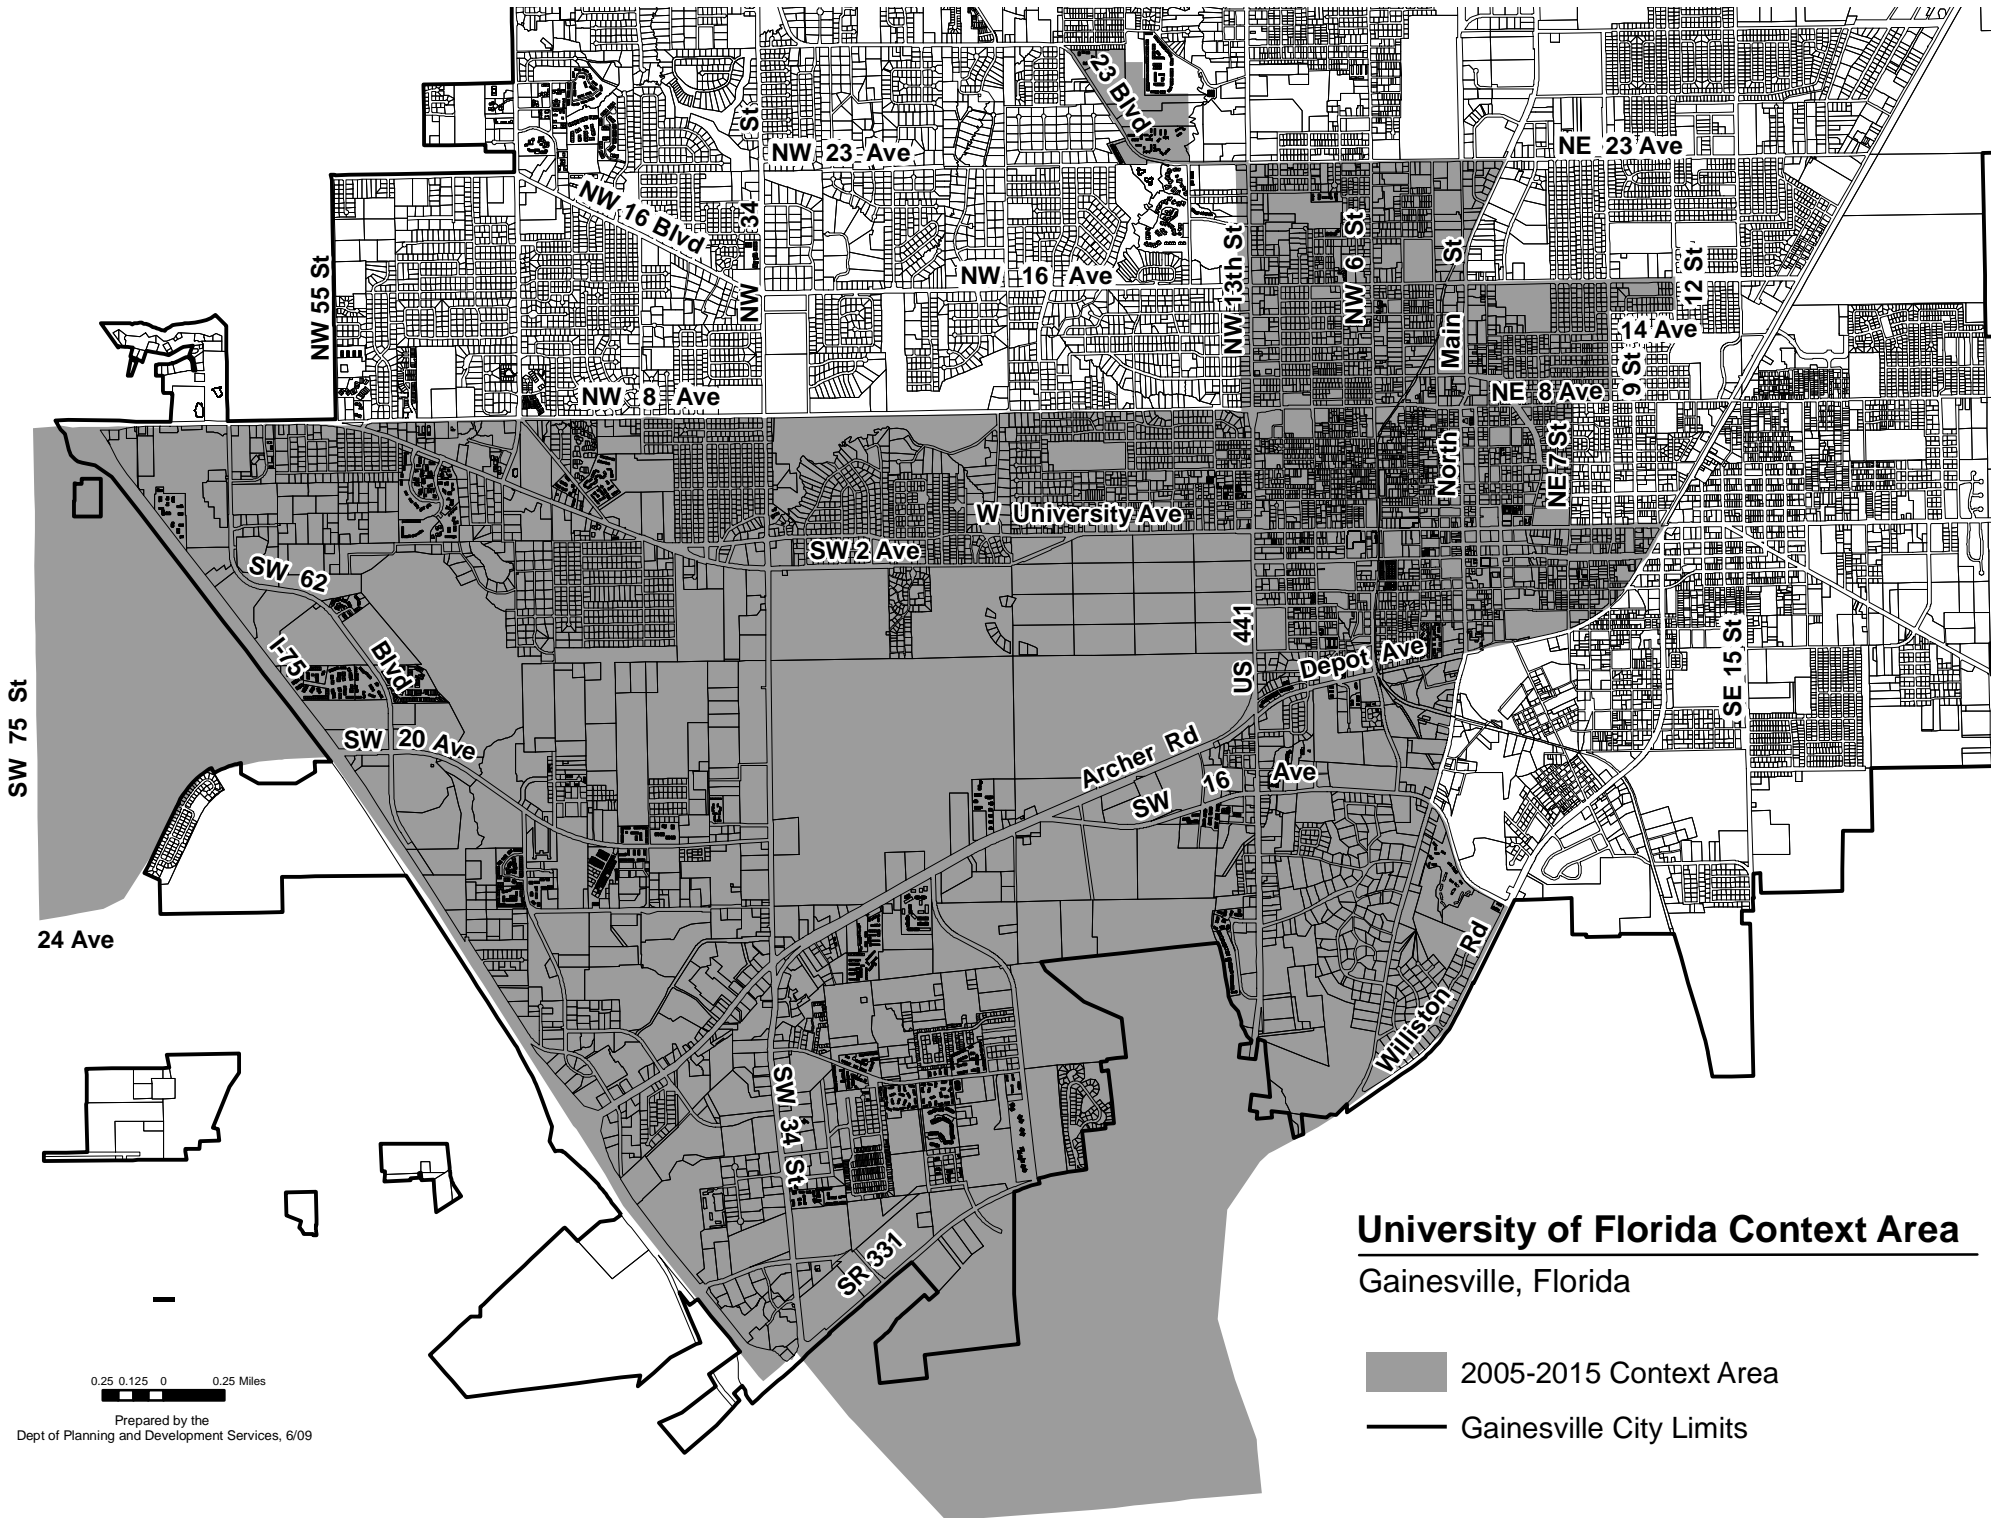 23 Blvd
NW 23 Ave
NE 23 Ave
NW 16 Blvd
NW 34 St
NW 55 St
NW 16 Ave
NW 13th St
NW 6 St
North Main St
12 St
14 Ave
9 St
NW 8 Ave
NE 8 Ave
NE 7 St
W University Ave
SW 2 Ave
SW 62 Blvd
I-75
US 441
Depot Ave
SE 15 St
SW 75 St
SW 20 Ave
Archer Rd
SW 16 Ave
24 Ave
Williston Rd
SW 34 St
SR 331
University of Florida Context Area
Gainesville, Florida
2005-2015 Context Area
Gainesville City Limits
0.25 0.125 0 0.25 Miles
Prepared by the
Dept of Planning and Development Services, 6/09